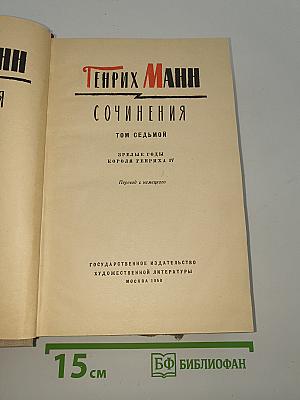 НН
Я
ГЕНРИХ МАНН
СОЧИНЕНИЯ
ТОМ СЕДЬМОЙ
ЗРЕЛЫЕ ГОДЫ
КОРОЛЯ ГЕНРИХА IV
Перевод с немецкого
ГОСУДАРСТВЕННОЕ ИЗДАТЕЛЬСТВО
ХУДОЖЕСТВЕННОЙ ЛИТЕРАТУРЫ
МОСКВА
15 см
БФ БИБЛИОФАН